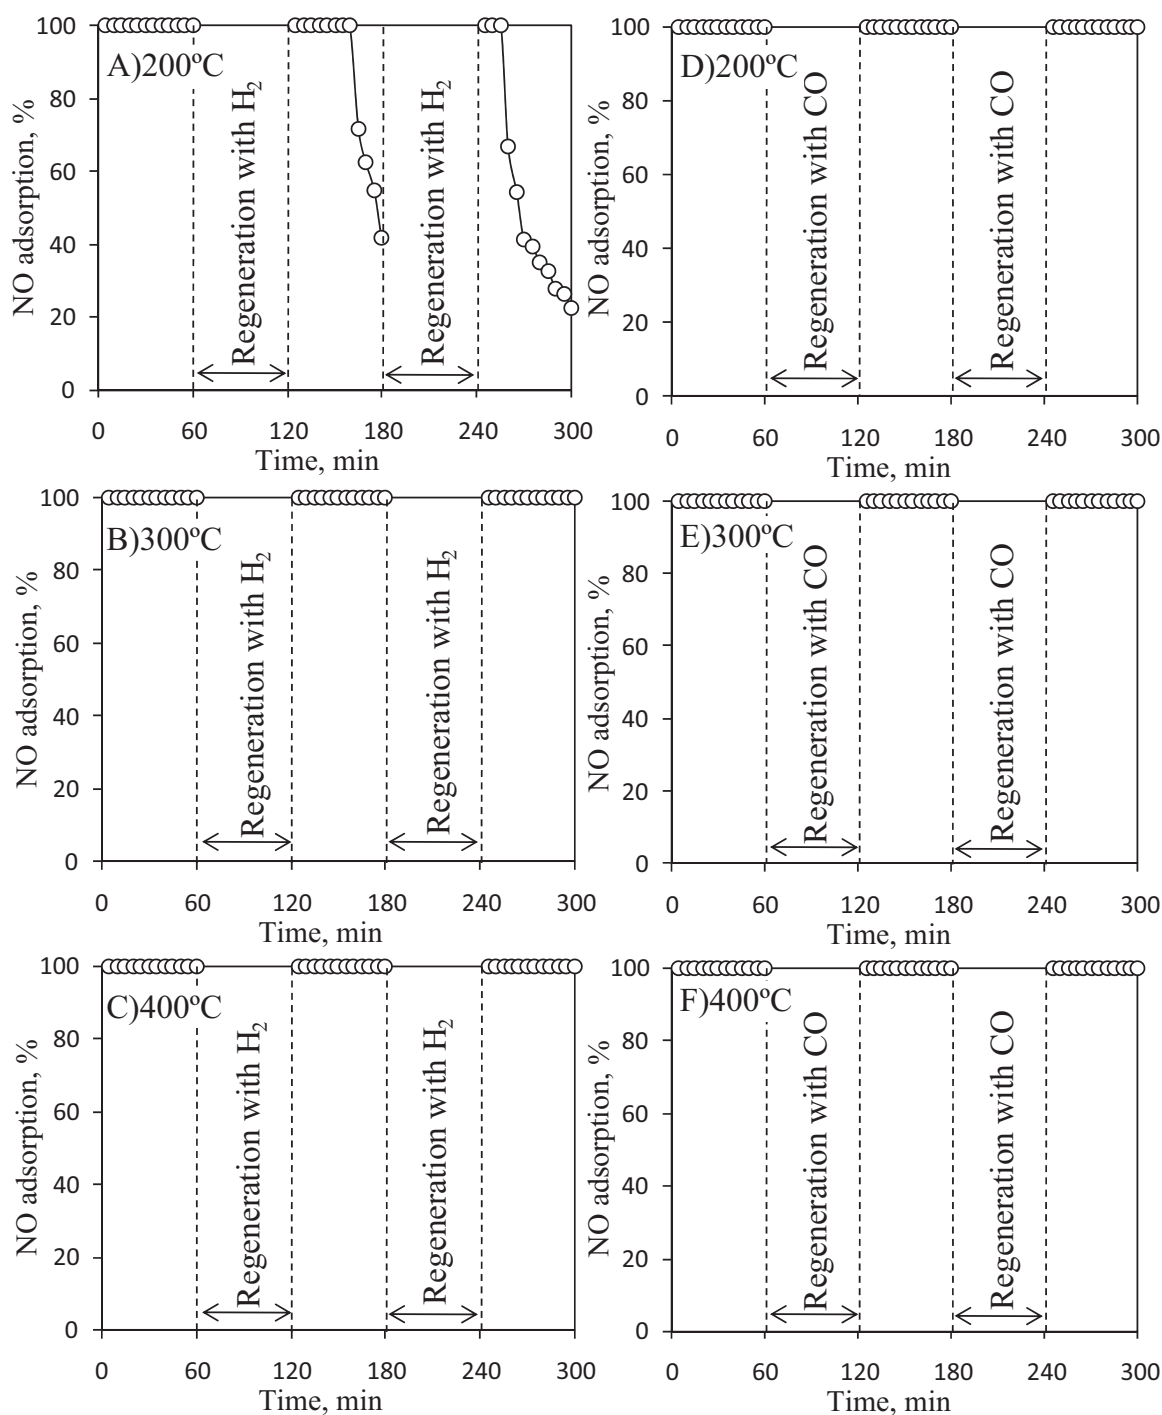 A)200ºC
NO adsorption, %
100
80
60
40
20
0
Regeneration with H2
Regeneration with H2
0 60 120 180 240 300
Time, min
D)200ºC
NO adsorption, %
100
80
60
40
20
0
Regeneration with CO
Regeneration with CO
0 60 120 180 240 300
Time, min
B)300ºC
NO adsorption, %
100
80
60
40
20
0
Regeneration with H2
Regeneration with H2
0 60 120 180 240 300
Time, min
E)300ºC
NO adsorption, %
100
80
60
40
20
0
Regeneration with CO
Regeneration with CO
0 60 120 180 240 300
Time, min
C)400ºC
NO adsorption, %
100
80
60
40
20
0
Regeneration with H2
Regeneration with H2
0 60 120 180 240 300
Time, min
F)400ºC
NO adsorption, %
100
80
60
40
20
0
Regeneration with CO
Regeneration with CO
0 60 120 180 240 300
Time, min